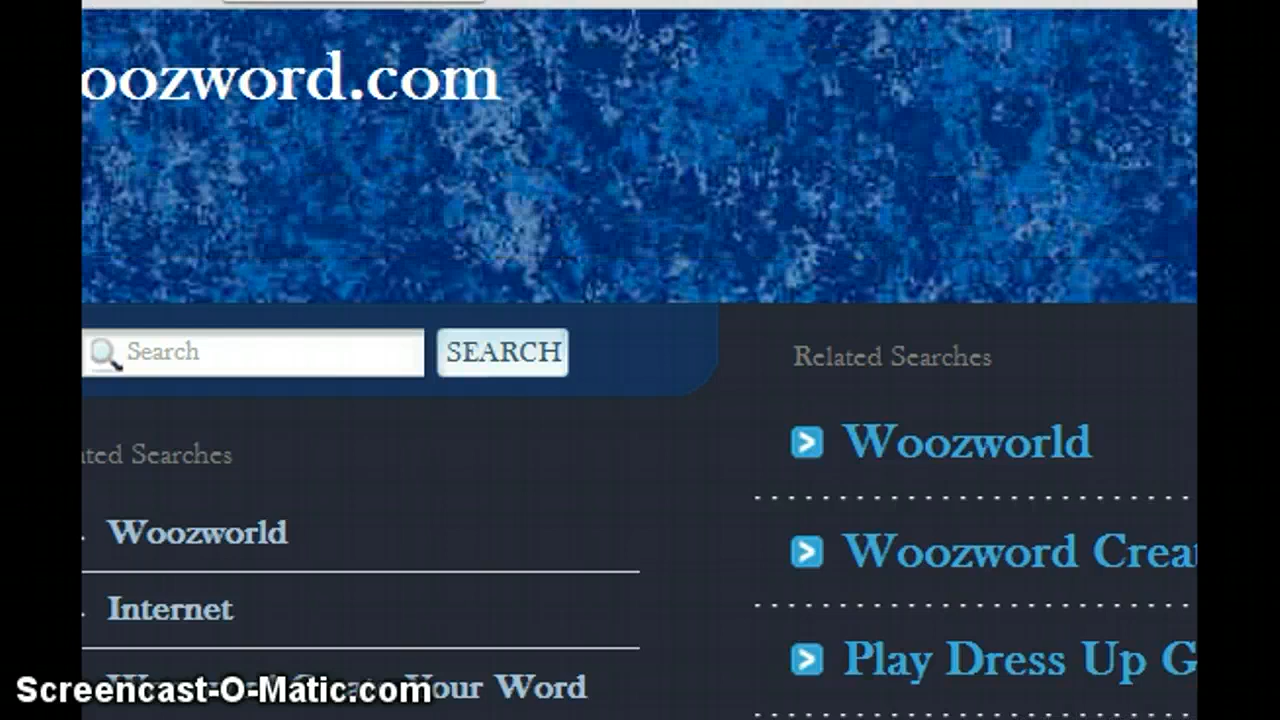 oozword.com
Search
SEARCH
Related Searches
Woozworld
Woozword Creat
Play Dress Up G
ated Searches
Woozworld
Internet
Your Word
Screencast-O-Matic.com